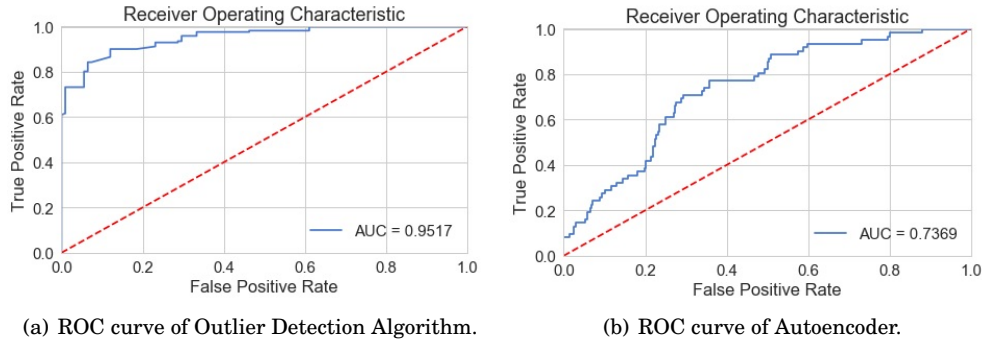 Receiver Operating Characteristic
1.0
0.8
0.6
0.4
0.2
0.0
True Positive Rate
AUC = 0.9517
0.0 0.2 0.4 0.6 0.8 1.0
False Positive Rate
(a) ROC curve of Outlier Detection Algorithm.
Receiver Operating Characteristic
1.0
0.8
0.6
0.4
0.2
0.0
True Positive Rate
AUC = 0.7369
0.0 0.2 0.4 0.6 0.8 1.0
False Positive Rate
(b) ROC curve of Autoencoder.